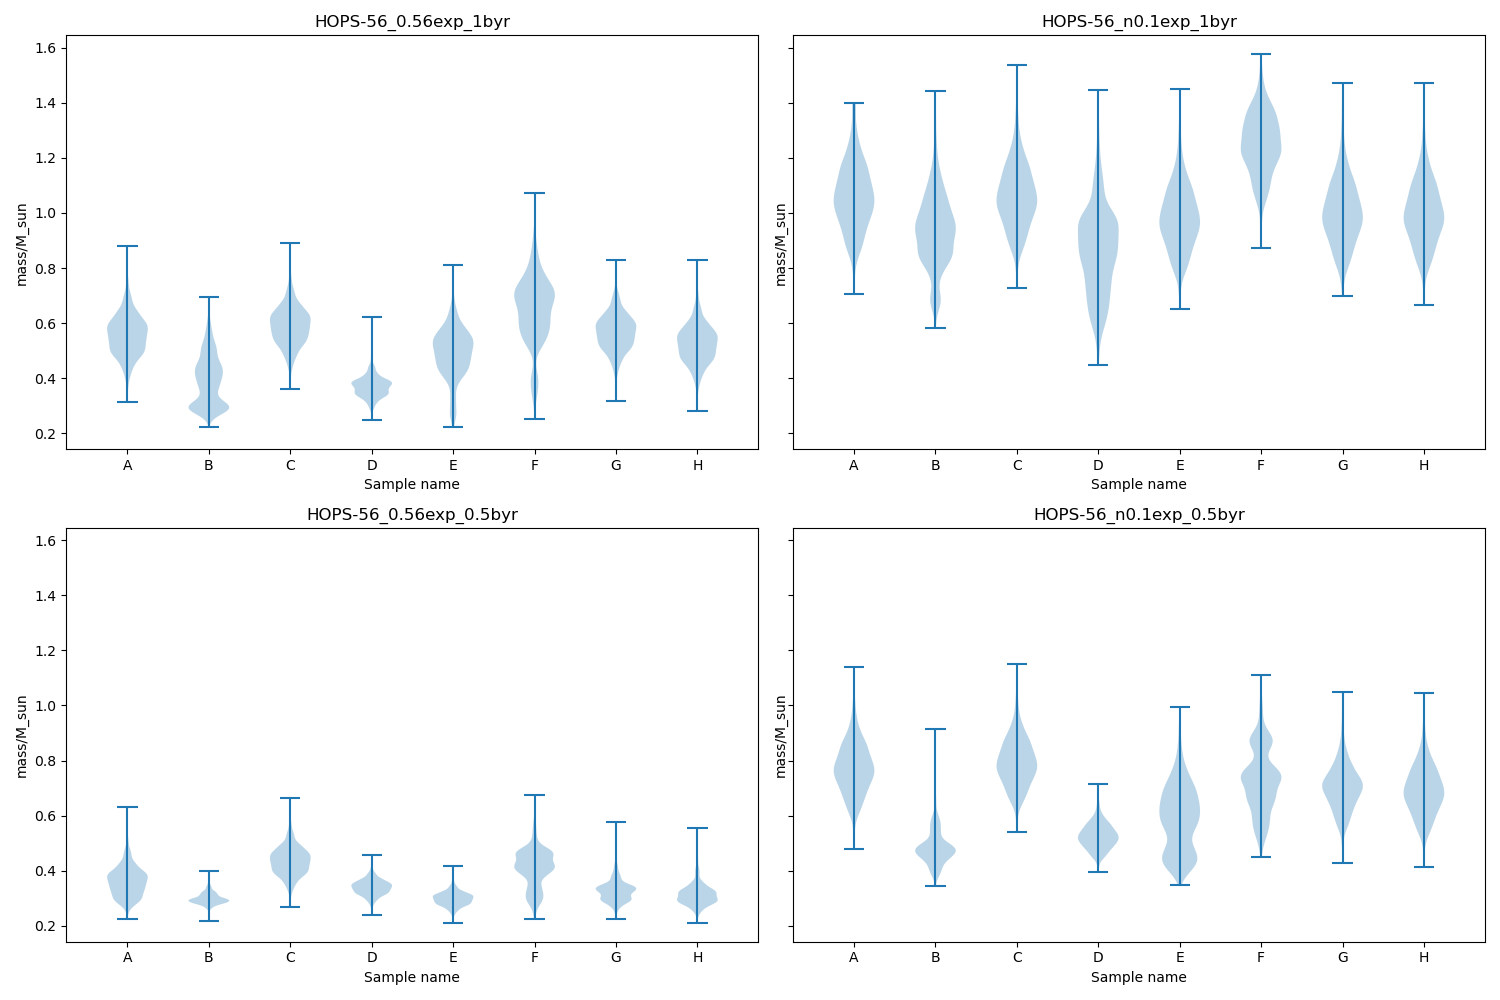 HOPS-56_0.56exp_1byr
mass/M_sun
1.6
1.4
1.2
1.0
0.8
0.6
0.4
0.2
A B C D E F G H
Sample name
HOPS-56_n0.1exp_1byr
mass/M_sun
A B C D E F G H
Sample name
HOPS-56_0.56exp_0.5byr
mass/M_sun
1.6
1.4
1.2
1.0
0.8
0.6
0.4
0.2
A B C D E F G H
Sample name
HOPS-56_n0.1exp_0.5byr
mass/M_sun
A B C D E F G H
Sample name